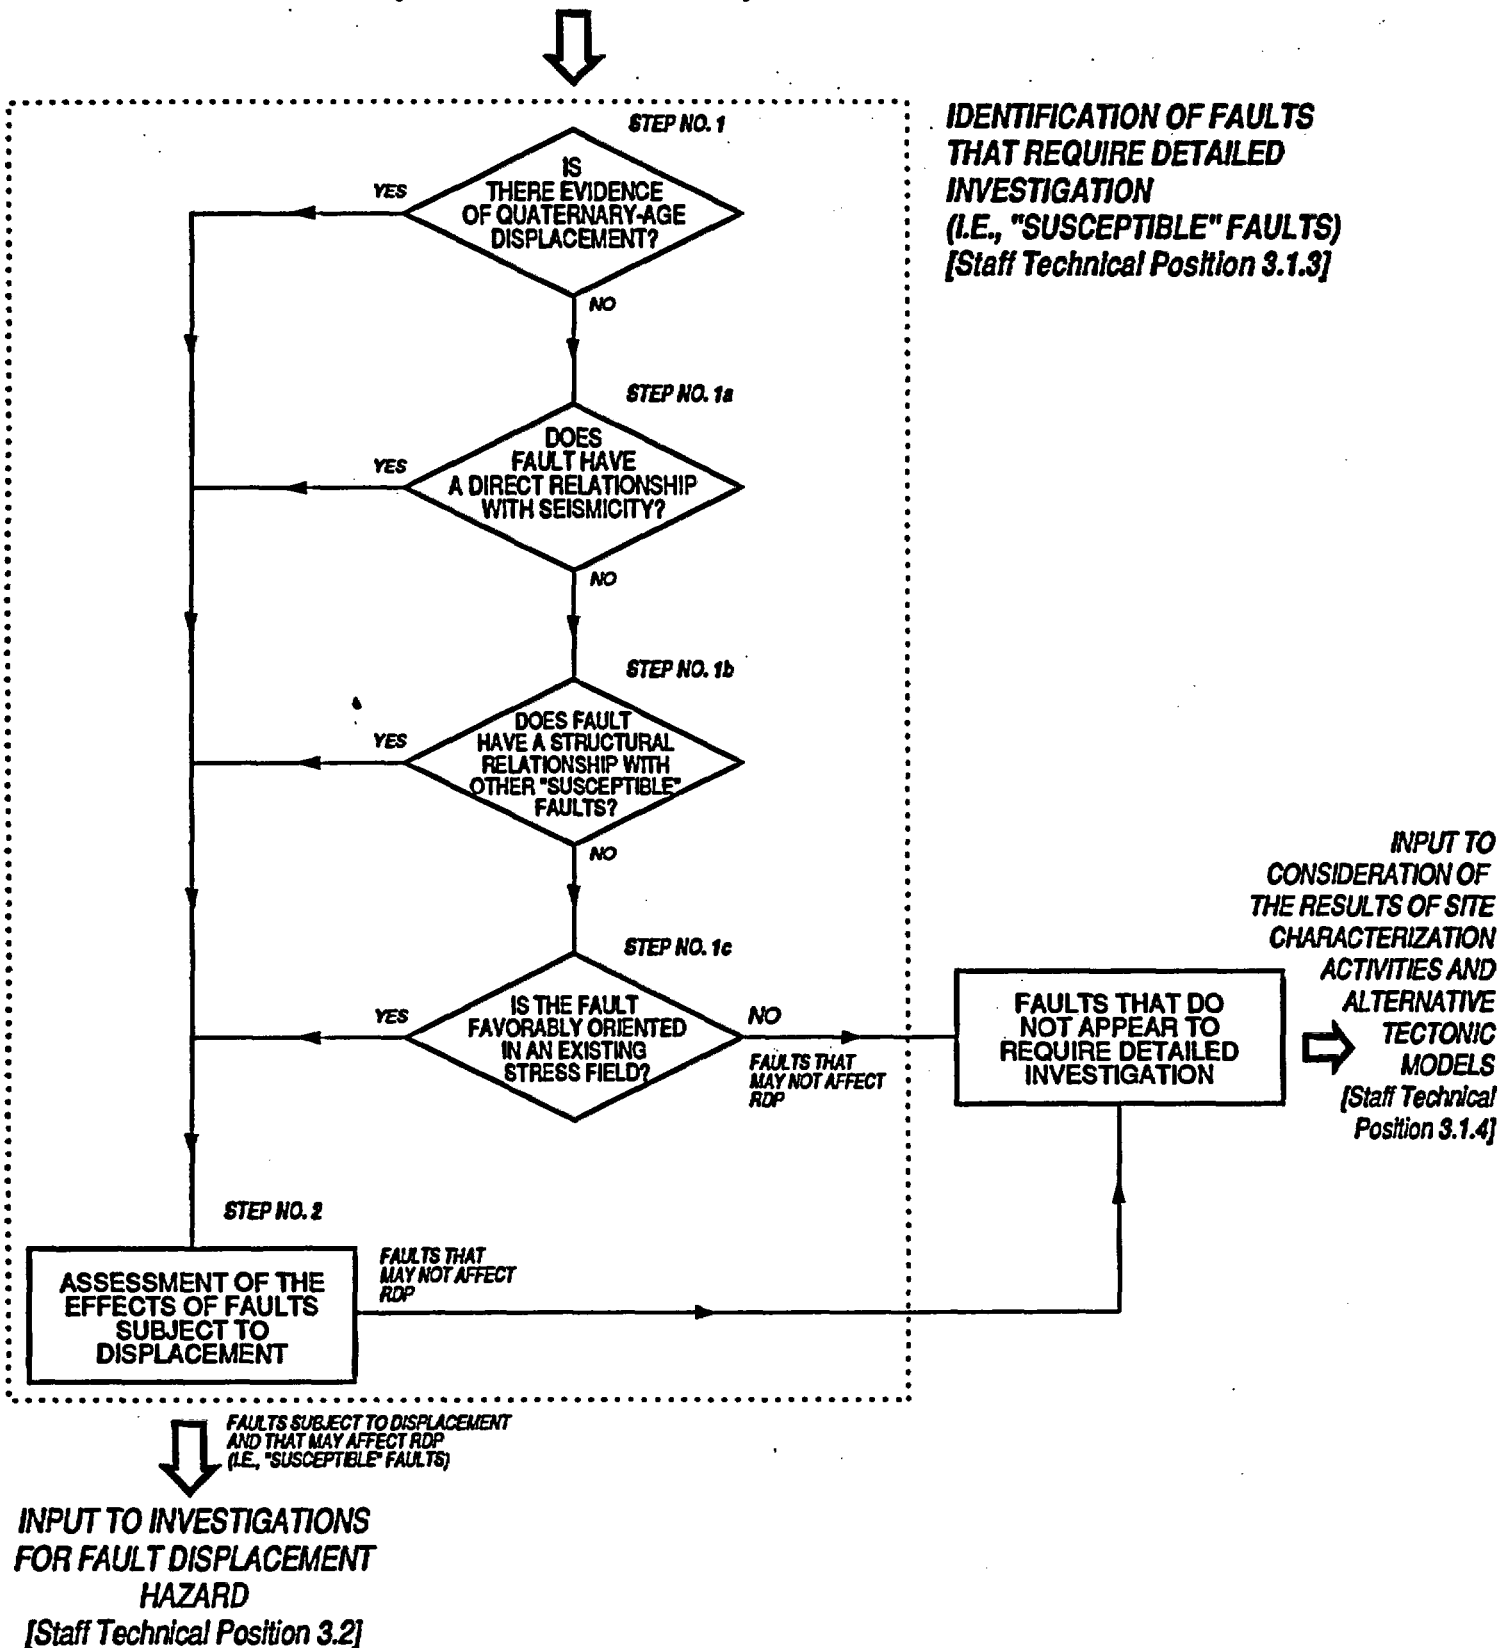 STEP NO. 1
IS
THERE EVIDENCE
OF QUATERNARY-AGE
DISPLACEMENT?
YES
NO
IDENTIFICATION OF FAULTS
THAT REQUIRE DETAILED
INVESTIGATION
(I.E., "SUSCEPTIBLE" FAULTS)
[Staff Technical Position 3.1.3]
STEP NO. 1a
DOES
FAULT HAVE
A DIRECT RELATIONSHIP
WITH SEISMICITY?
YES
NO
STEP NO. 1b
DOES FAULT
HAVE A STRUCTURAL
RELATIONSHIP WITH
OTHER "SUSCEPTIBLE"
FAULTS?
YES
NO
STEP NO. 1c
IS THE FAULT
FAVORABLY ORIENTED
IN AN EXISTING
STRESS FIELD?
YES
NO
FAULTS THAT
MAY NOT AFFECT
RDP
FAULTS THAT DO
NOT APPEAR TO
REQUIRE DETAILED
INVESTIGATION
INPUT TO
CONSIDERATION OF
THE RESULTS OF SITE
CHARACTERIZATION
ACTIVITIES AND
ALTERNATIVE
TECTONIC
MODELS
[Staff Technical
Position 3.1.4]
STEP NO. 2
ASSESSMENT OF THE
EFFECTS OF FAULTS
SUBJECT TO
DISPLACEMENT
FAULTS THAT
MAY NOT AFFECT
RDP
FAULTS SUBJECT TO DISPLACEMENT
AND THAT MAY AFFECT RDP
(I.E., "SUSCEPTIBLE" FAULTS)
INPUT TO INVESTIGATIONS
FOR FAULT DISPLACEMENT
HAZARD
[Staff Technical Position 3.2]